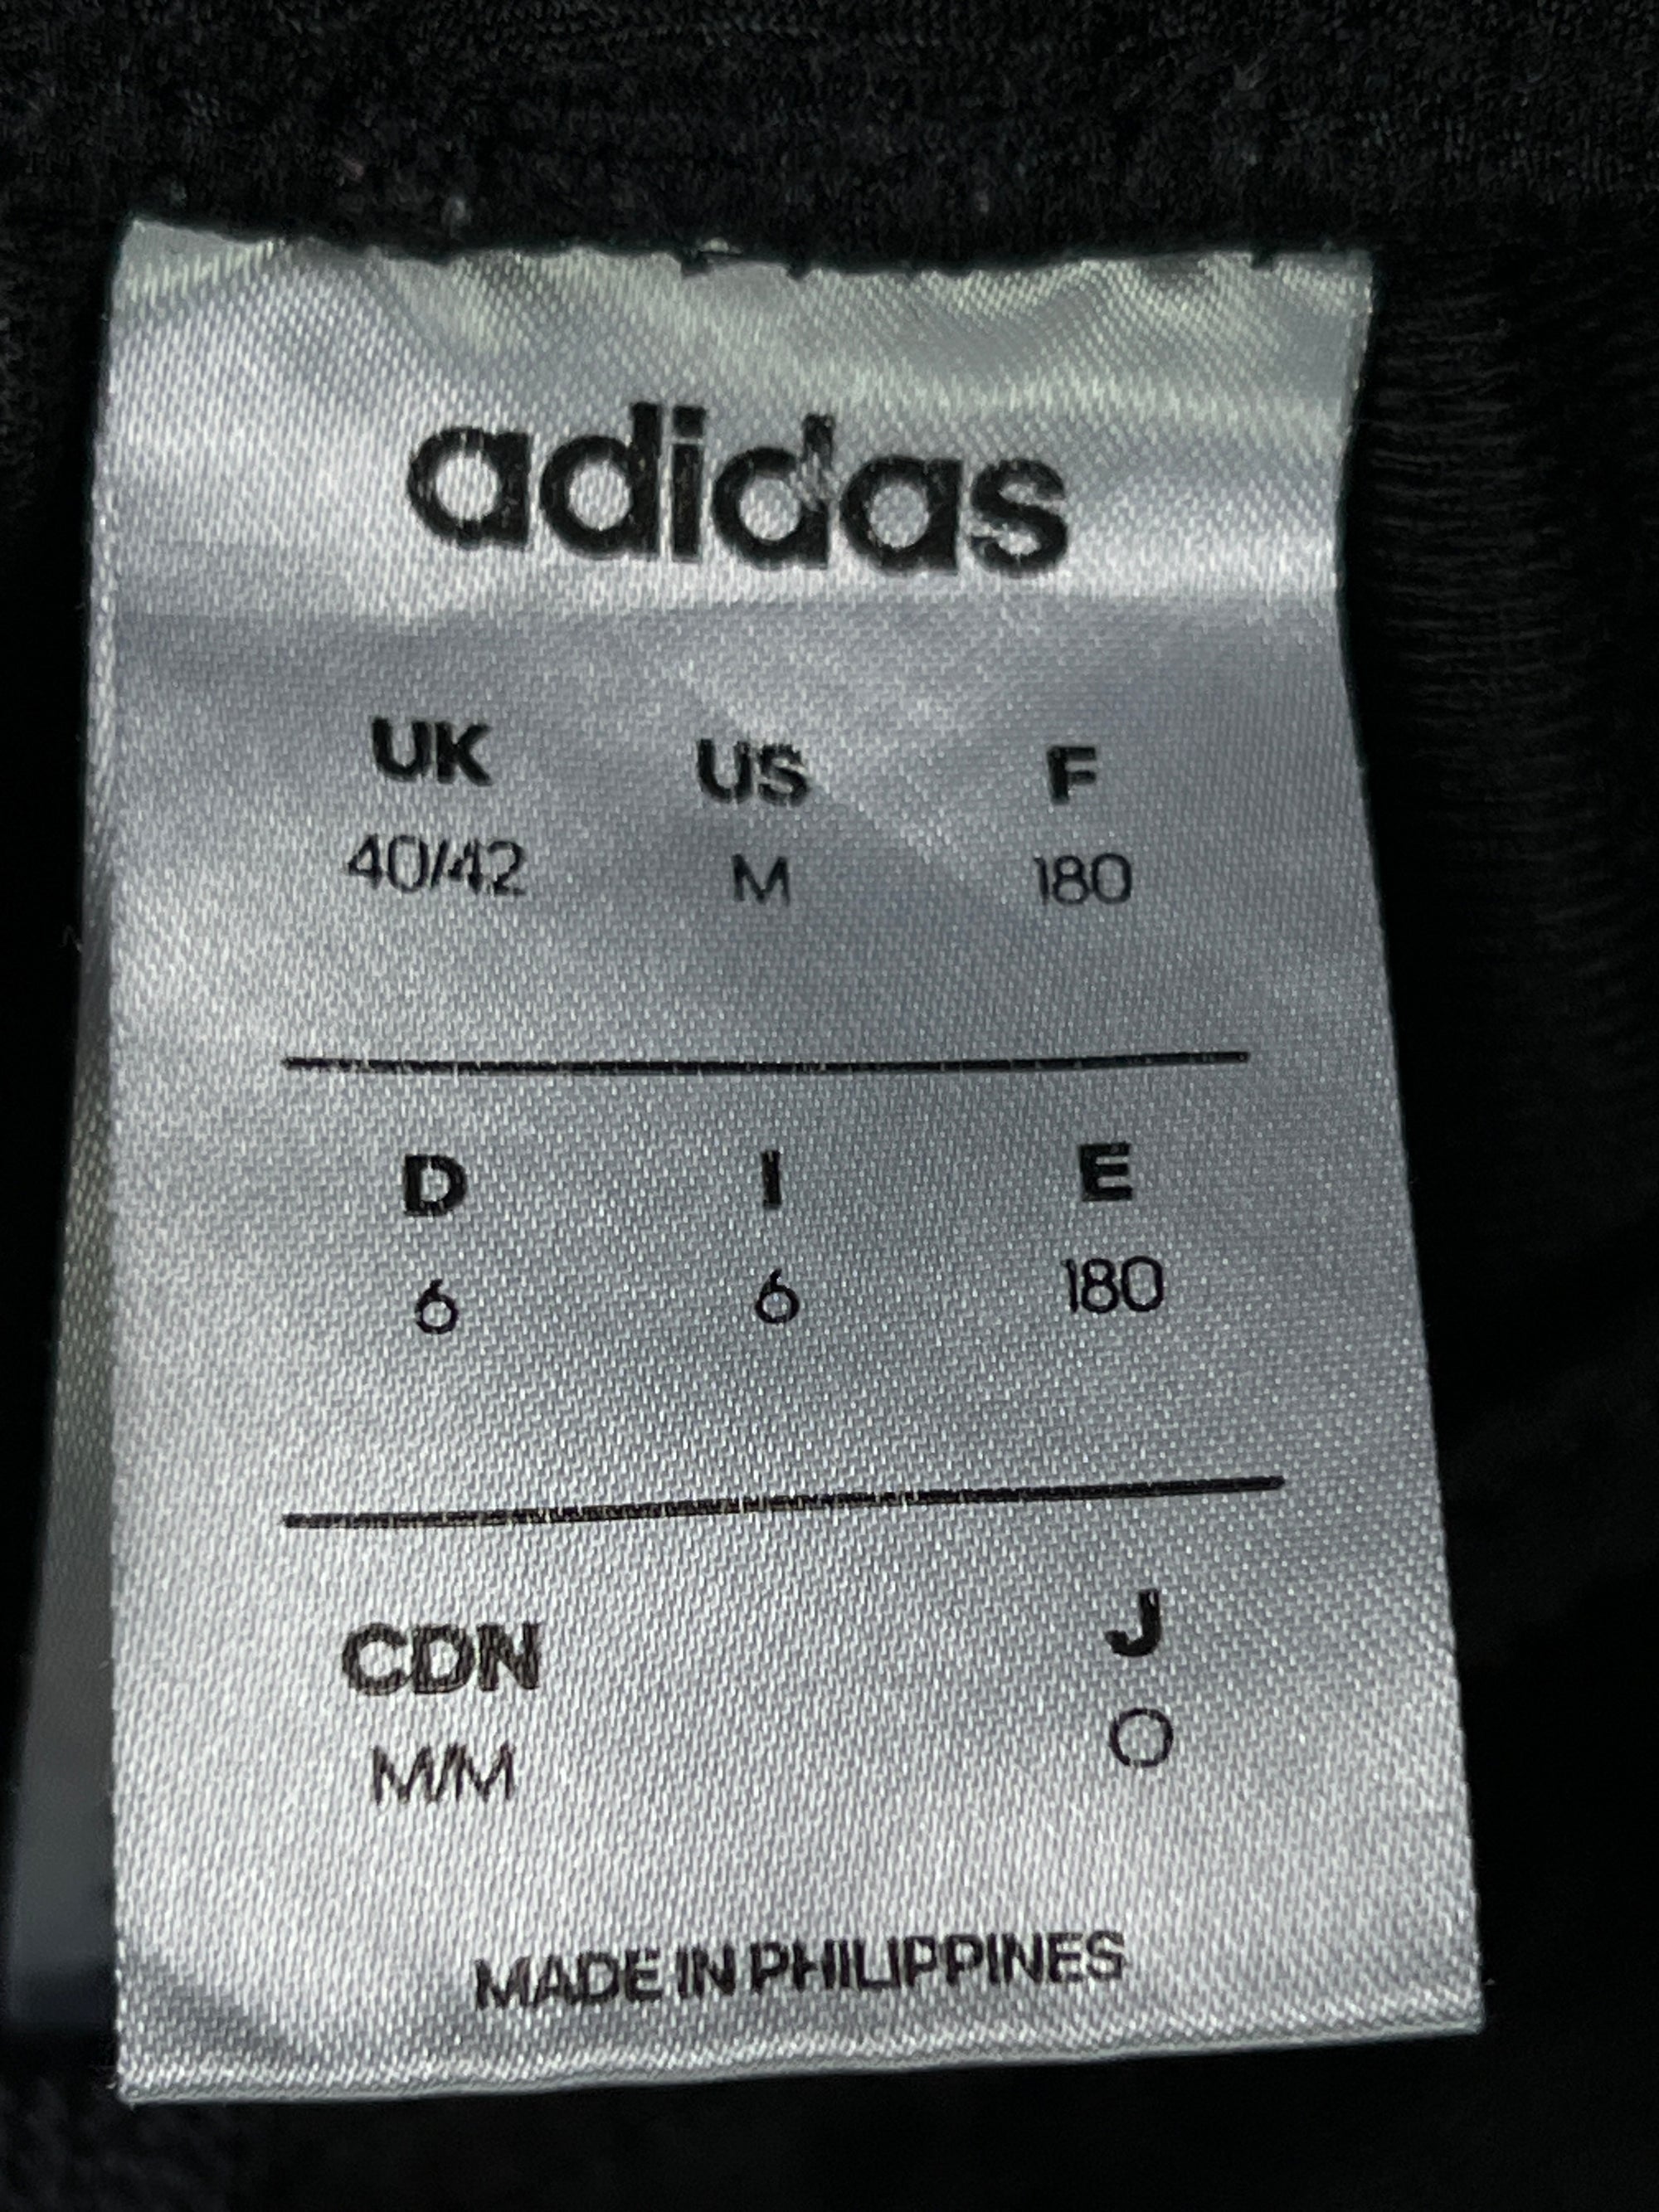 adidas
UK US F
40/42 M 180
D I E
6 6 180
CDN J
M/M O
MADE IN PHILIPPINES